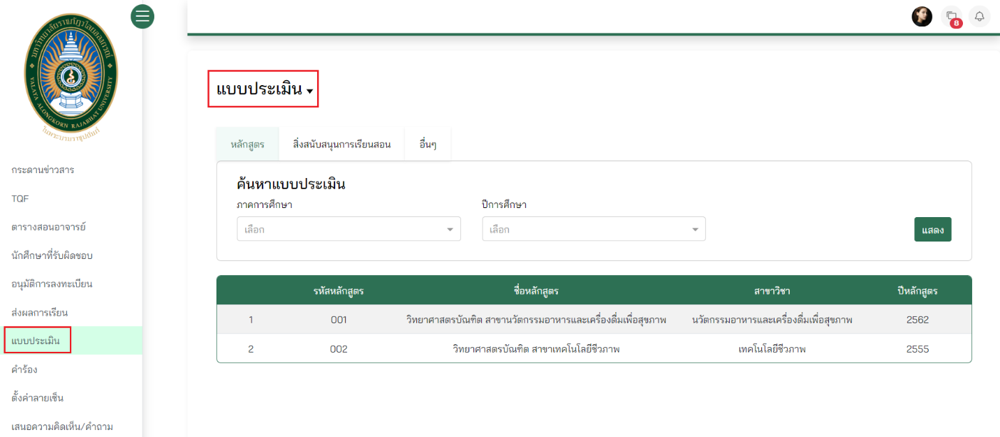 มหาวิทยาลัยราชภัฏวไลยอลงกรณ์
VALAYA ALONGKORN RAJABHAT UNIVERSITY
ในพระบรมราชูปถัมภ์
8
กระดานข่าวสาร
TQF
ตารางสอนอาจารย์
นักศึกษาที่รับผิดชอบ
อนุมัติการลงทะเบียน
ส่งผลการเรียน
แบบประเมิน
คำร้อง
ตั้งค่าลายเซ็น
เสนอความคิดเห็น/คำถาม
แบบประเมิน
หลักสูตร สิ่งสนับสนุนการเรียนสอน อื่นๆ
ค้นหาแบบประเมิน
ภาคการศึกษา ปีการศึกษา
เลือก เลือก แสดง
รหัสหลักสูตร ชื่อหลักสูตร สาขาวิชา ปีหลักสูตร
1 001 วิทยาศาสตรบัณฑิต สาขานวัตกรรมอาหารและเครื่องดื่มเพื่อสุขภาพ นวัตกรรมอาหารและเครื่องดื่มเพื่อสุขภาพ 2562
2 002 วิทยาศาสตรบัณฑิต สาขาเทคโนโลยีชีวภาพ เทคโนโลยีชีวภาพ 2555